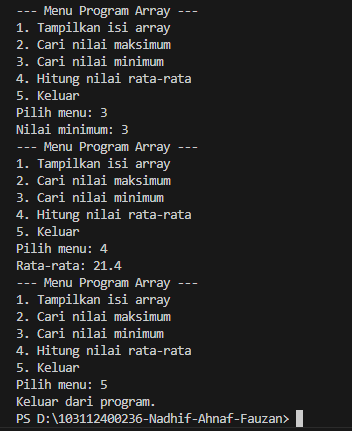 --- Menu Program Array ---
1. Tampilkan isi array
2. Cari nilai maksimum
3. Cari nilai minimum
4. Hitung nilai rata-rata
5. Keluar
Pilih menu: 3
Nilai minimum: 3
--- Menu Program Array ---
1. Tampilkan isi array
2. Cari nilai maksimum
3. Cari nilai minimum
4. Hitung nilai rata-rata
5. Keluar
Pilih menu: 4
Rata-rata: 21.4
--- Menu Program Array ---
1. Tampilkan isi array
2. Cari nilai maksimum
3. Cari nilai minimum
4. Hitung nilai rata-rata
5. Keluar
Pilih menu: 5
Keluar dari program.
PS D:\103112400236-Nadhif-Ahnaf-Fauzan>